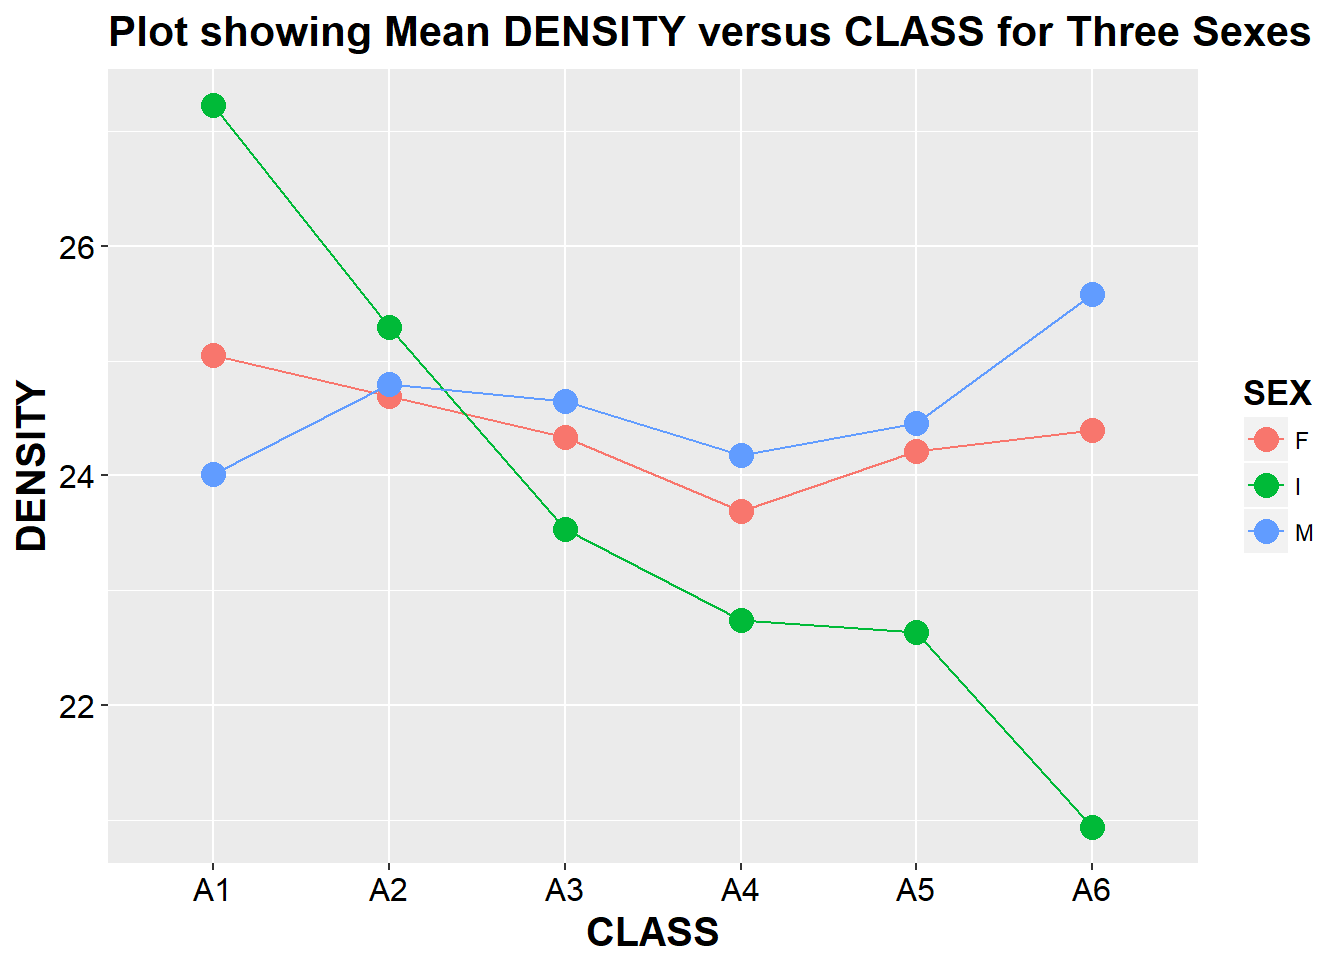 Plot showing Mean DENSITY versus CLASS for Three Sexes
DENSITY
26
24
22
A1 A2 A3 A4 A5 A6
CLASS
SEX
F
I
M